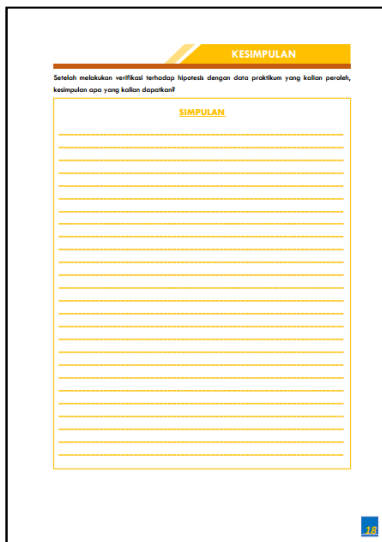 KESIMPULAN
Setelah melakukan verifikasi terhadap hipotesis dengan data praktikum yang kalian peroleh,
kesimpulan apa yang kalian dapatkan?
SIMPULAN
18